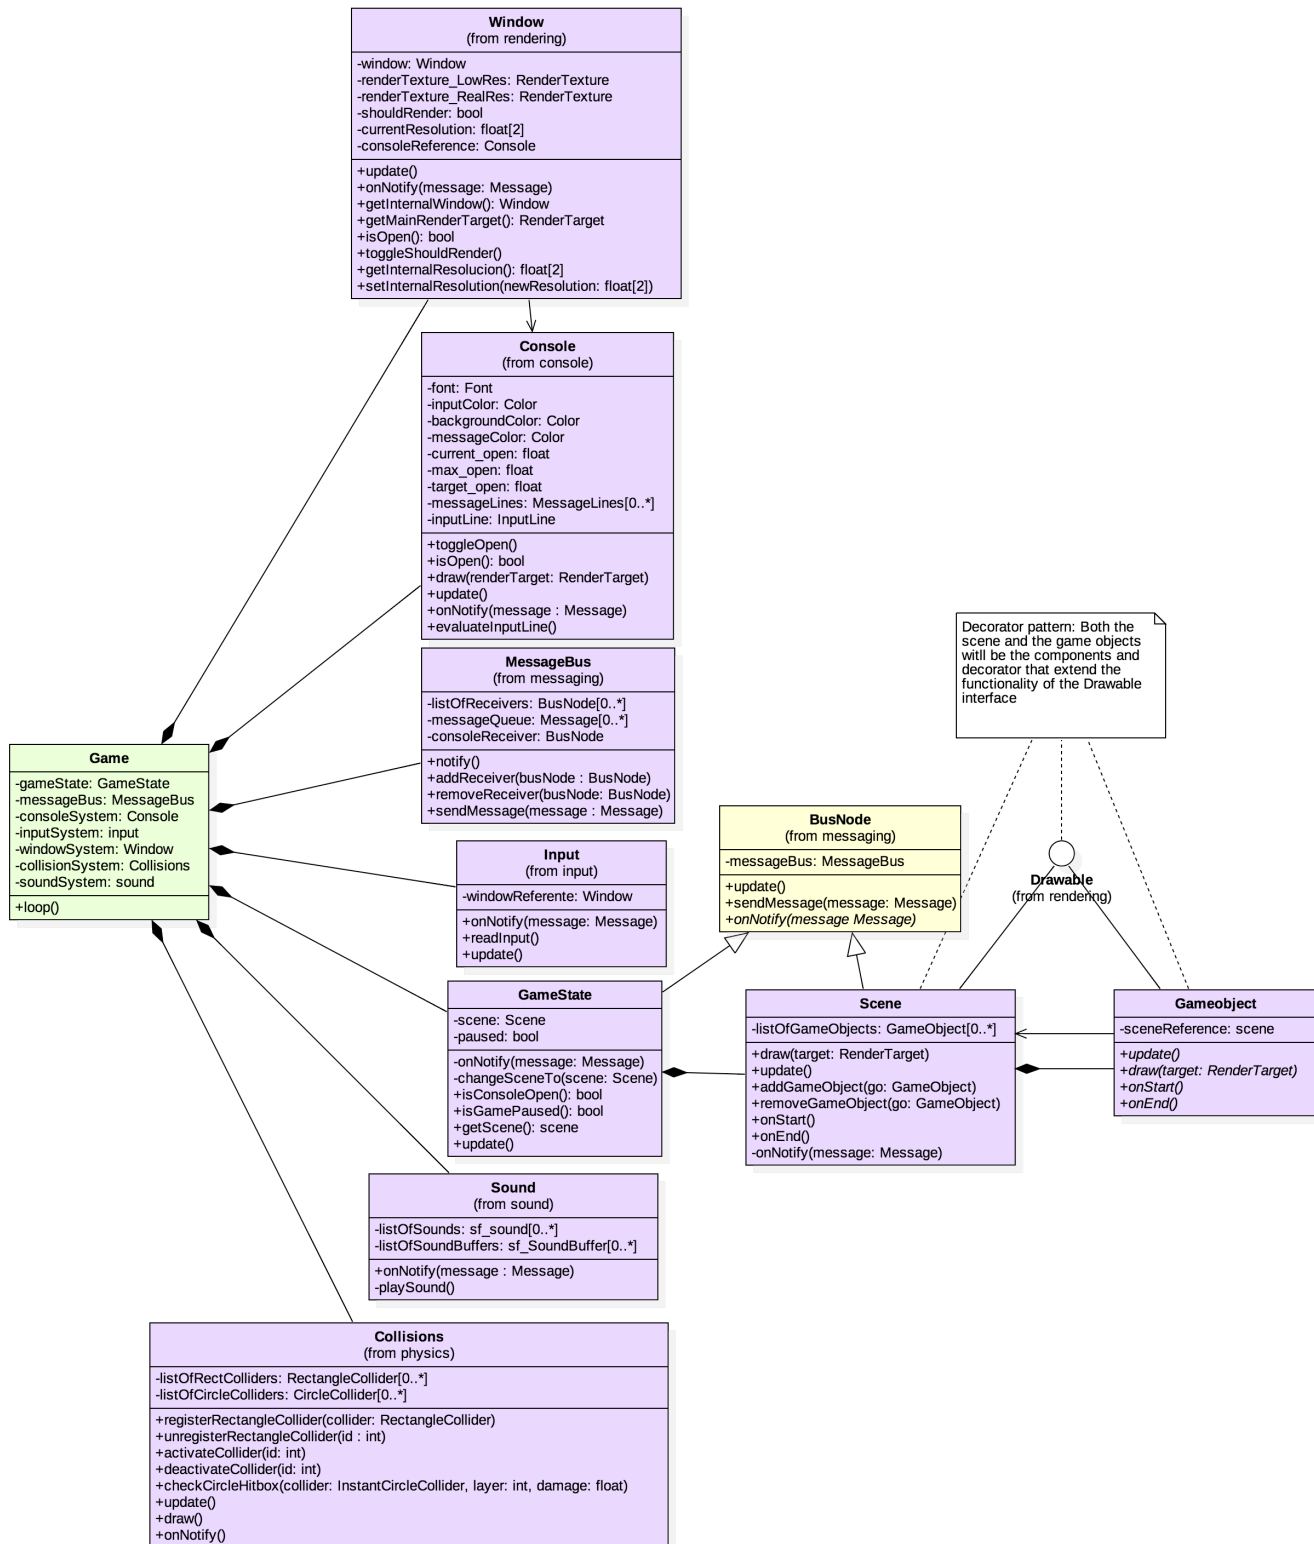 Window
(from rendering)
-window: Window
-renderTexture_LowRes: RenderTexture
-renderTexture_RealRes: RenderTexture
-shouldRender: bool
-currentResolution: float[2]
-consoleReference: Console
+update()
+onNotify(message: Message)
+getInternalWindow(): Window
+getMainRenderTarget(): RenderTarget
+isOpen(): bool
+toggleShouldRender()
+getInternalResolucion(): float[2]
+setInternalResolution(newResolution: float[2])
Console
(from console)
-font: Font
-inputColor: Color
-backgroundColor: Color
-messageColor: Color
-current_open: float
-max_open: float
-target_open: float
-messageLines: MessageLines[0..*]
-inputLine: InputLine
+toggleOpen()
+isOpen(): bool
+draw(renderTarget: RenderTarget)
+update()
+onNotify(message : Message)
+evaluateInputLine()
Decorator pattern: Both the
scene and the game objects
witll be the components and
decorator that extend the
functionality of the Drawable
interface
MessageBus
(from messaging)
-listOfReceivers: BusNode[0..*]
-messageQueue: Message[0..*]
-consoleReceiver: BusNode
+notify()
+addReceiver(busNode : BusNode)
+removeReceiver(busNode: BusNode)
+sendMessage(message : Message)
Game
-gameState: GameState
-messageBus: MessageBus
-consoleSystem: Console
-inputSystem: input
-windowSystem: Window
-collisionSystem: Collisions
-soundSystem: sound
+loop()
BusNode
(from messaging)
-messageBus: MessageBus
+update()
+sendMessage(message: Message)
+onNotify(message Message)
Drawable
(from rendering)
Input
(from input)
-windowReferente: Window
+onNotify(message: Message)
+readInput()
+update()
GameState
-scene: Scene
-paused: bool
-onNotify(message: Message)
-changeSceneTo(scene: Scene)
+isConsoleOpen(): bool
+isGamePaused(): bool
+getScene(): scene
+update()
Scene
-listOfGameObjects: GameObject[0..*]
+draw(target: RenderTarget)
+update()
+addGameObject(go: GameObject)
+removeGameObject(go: GameObject)
+onStart()
+onEnd()
-onNotify(message: Message)
Gameobject
-sceneReference: scene
+update()
+draw(target: RenderTarget)
+onStart()
+onEnd()
Sound
(from sound)
-listOfSounds: sf_sound[0..*]
-listOfSoundBuffers: sf_SoundBuffer[0..*]
+onNotify(message : Message)
-playSound()
Collisions
(from physics)
-listOfRectColliders: RectangleCollider[0..*]
-listOfCircleColliders: CircleCollider[0..*]
+registerRectangleCollider(collider: RectangleCollider)
+unregisterRectangleCollider(id : int)
+activateCollider(id: int)
+deactivateCollider(id: int)
+checkCircleHitbox(collider: InstantCircleCollider, layer: int, damage: float)
+update()
+draw()
+onNotify()